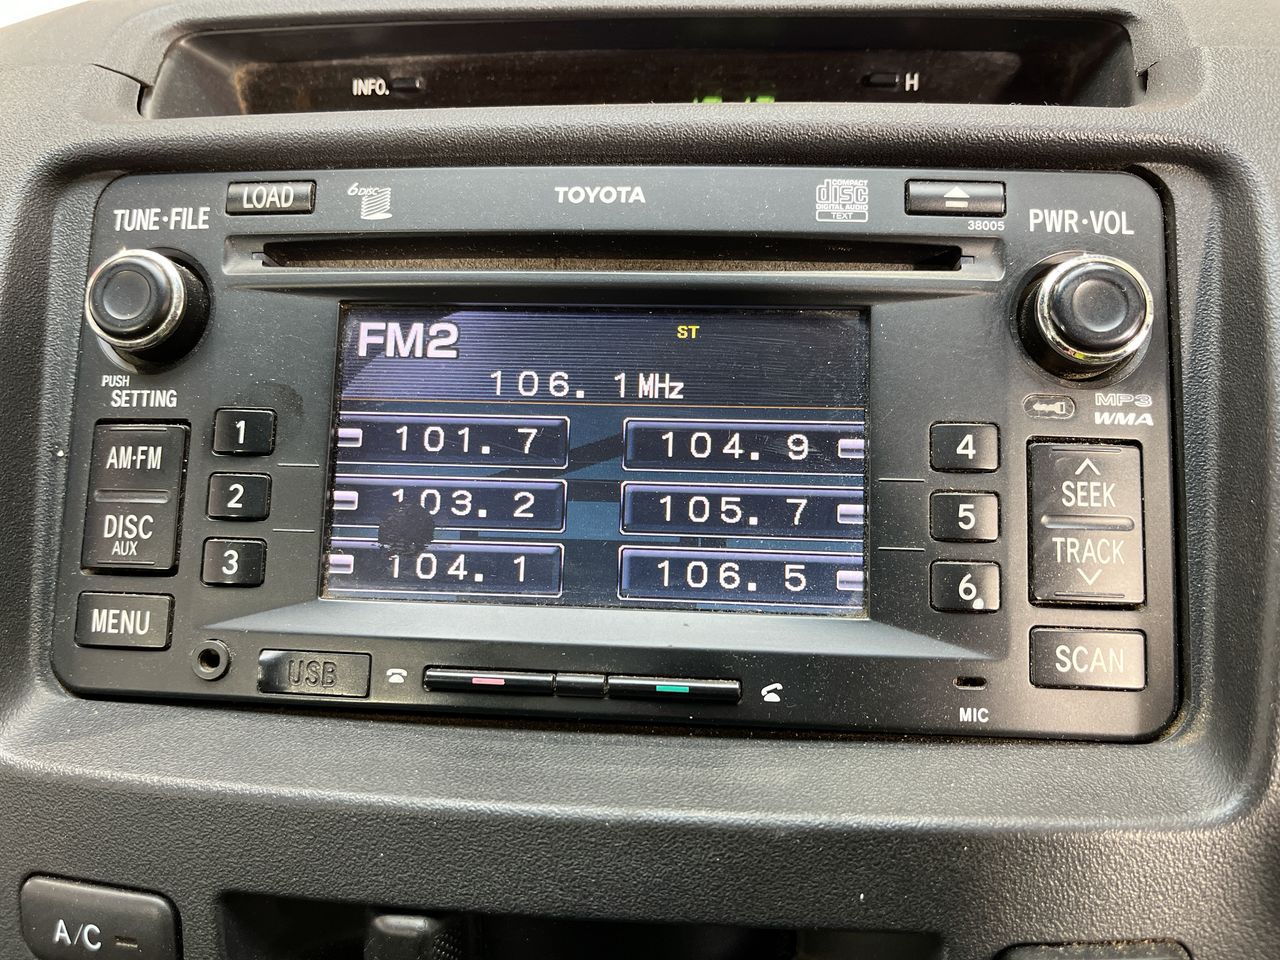 INFO.
H
LOAD
6 DISC
TOYOTA
COMPACT
disc
DIGITAL AUDIO
TEXT
38005
TUNE·FILE
PWR·VOL
FM2
ST
106.1MHz
PUSH
SETTING
MP3
WMA
AM·FM
DISC
AUX
MENU
1
2
3
101.7
103.2
104.1
104.9
105.7
106.5
4
5
6
SEEK
TRACK
SCAN
USB
MIC
A/C